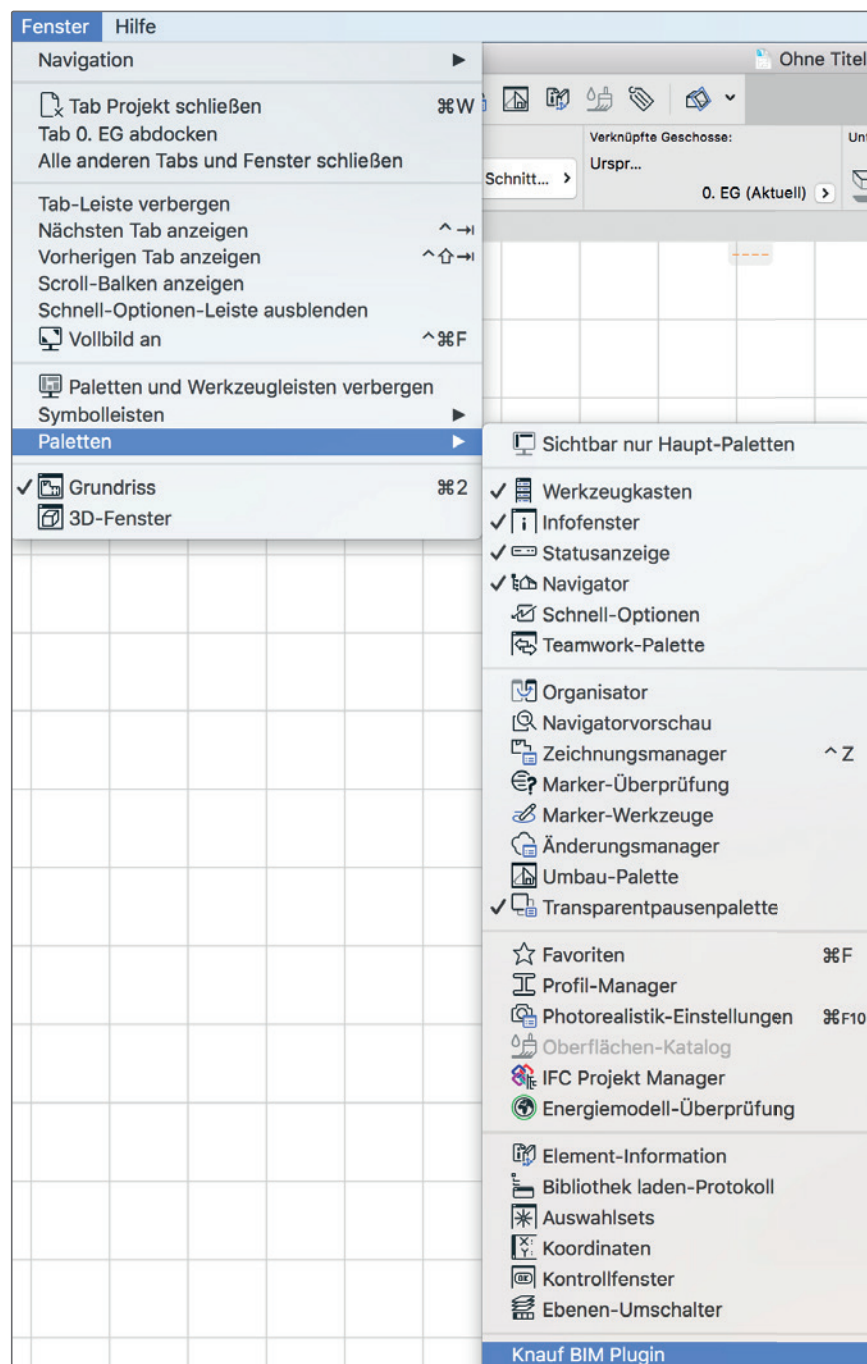 Fenster Hilfe
Navigation ▶
Tab Projekt schließen ⌘W
Tab 0. EG abdocken
Alle anderen Tabs und Fenster schließen
Tab-Leiste verbergen
Nächsten Tab anzeigen ^⇥
Vorherigen Tab anzeigen ^⇧⇥
Scroll-Balken anzeigen
Schnell-Optionen-Leiste ausblenden
Vollbild an ^⌘F
Paletten und Werkzeugleisten verbergen
Symbolleisten ▶
Paletten ▶
✓ Grundriss ⌘2
3D-Fenster
Ohne Titel
Verknüpfte Geschosse:
Unt
Schnitt... >
Urspr...
0. EG (Aktuell) >
Sichtbar nur Haupt-Paletten
✓ Werkzeugkasten
✓ Infofenster
✓ Statusanzeige
✓ Navigator
Schnell-Optionen
Teamwork-Palette
Organisator
Navigatorvorschau
Zeichnungsmanager ^Z
Marker-Überprüfung
Marker-Werkzeuge
Änderungsmanager
Umbau-Palette
✓ Transparentpausenpalette
Favoriten ⌘F
Profil-Manager
Photorealistik-Einstellungen ⌘F10
Oberflächen-Katalog
IFC Projekt Manager
Energiemodell-Überprüfung
Element-Information
Bibliothek laden-Protokoll
Auswahlsets
Koordinaten
Kontrollfenster
Ebenen-Umschalter
Knauf BIM Plugin